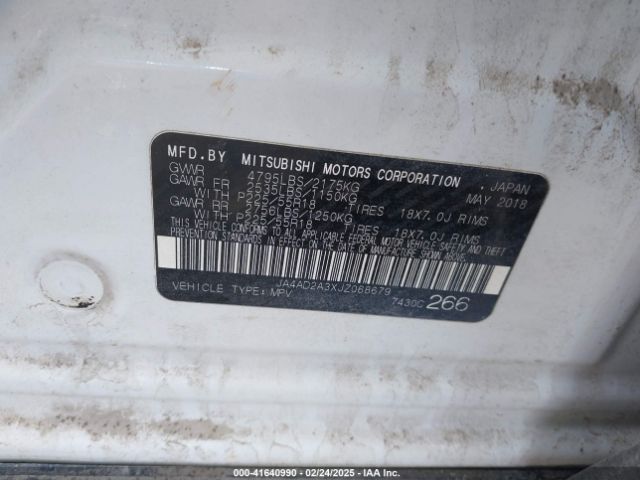 MFD.BY MITSUBISHI MOTORS CORPORATION, JAPAN
GVWR 4795LBS/2175KG MAY 2018
GAWR FR 2535LBS/1150KG
WITH P225/55R18 TIRES 18X7.0J RIMS
GAWR RR 2756LBS/1250KG
WITH P225/55R18 TIRES 18X7.0J RIMS
THIS VEHICLE CONFORMS TO ALL APPLICABLE FEDERAL MOTOR VEHICLE SAFETY AND THEFT
PREVENTION STANDARDS IN EFFECT ON THE DATE OF MANUFACTURE SHOWN ABOVE.
JA4AD2A3XJZ068679
VEHICLE TYPE:MPV 7430C 266
000-41640990 — 02/24/2025 — IAA Inc.